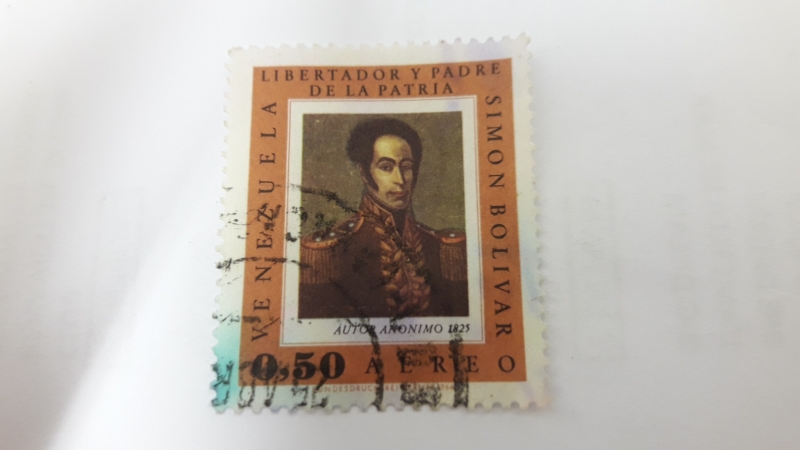 LIBERTADOR Y PADRE
DE LA PATRIA
VENEZUELA
SIMON BOLIVAR
AUTOR ANONIMO 1825
0,50 AEREO